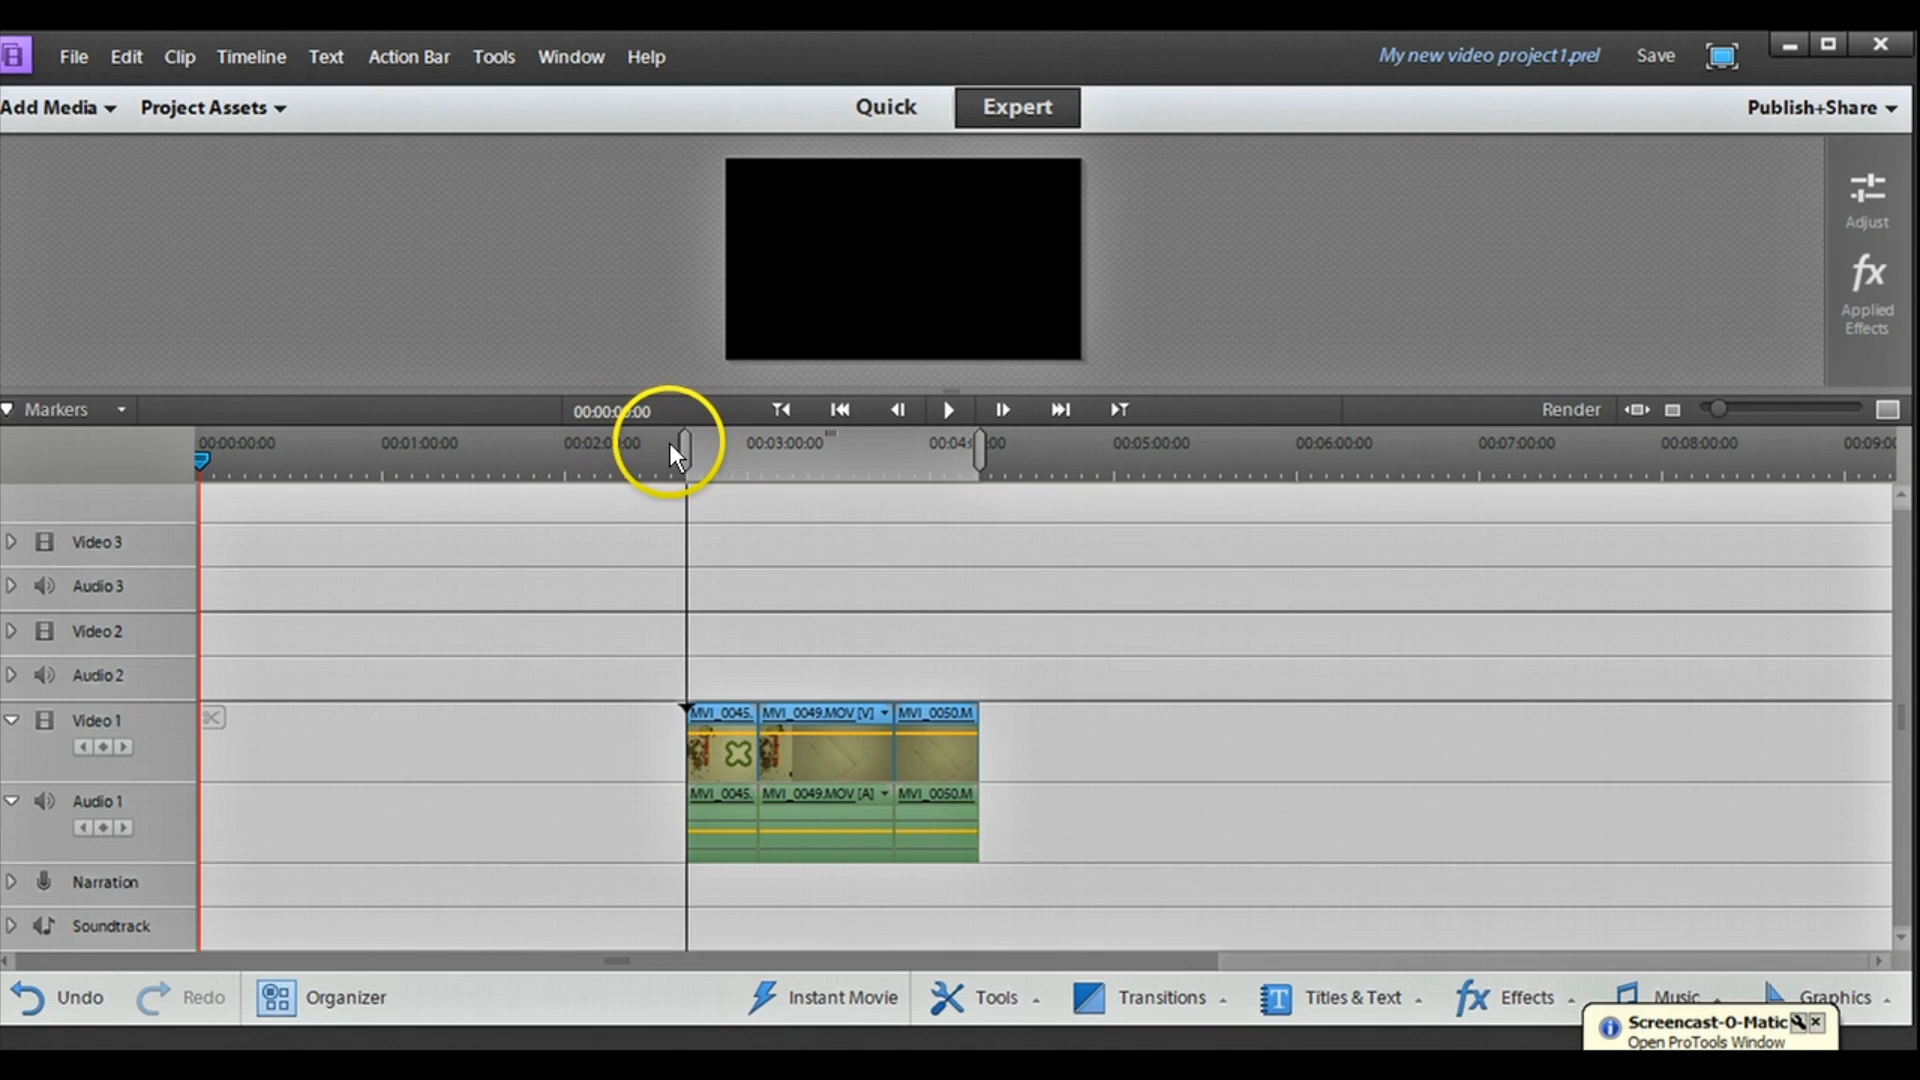 File Edit Clip Timeline Text Action Bar Tools Window Help My new video project1.prel Save
Add Media Project Assets Quick Expert Publish+Share
Adjust
fx
Applied
Effects
Markers 00:00:00:00 Render
00:00:00:00 00:01:00:00 00:02:00:00 00:03:00:00 00:04:00:00 00:05:00:00 00:06:00:00 00:07:00:00 00:08:00:00 00:09:0
Video 3
Audio 3
Video 2
Audio 2
Video 1
MVI_0045. MVI_0049.MOV [V] MVI_0050.M
Audio 1
MVI_0045. MVI_0049.MOV [A] MVI_0050.M
Narration
Soundtrack
Undo Redo Organizer Instant Movie Tools Transitions T Titles & Text fx Effects Music Graphics
Screencast-O-Matic
Open ProTools Window